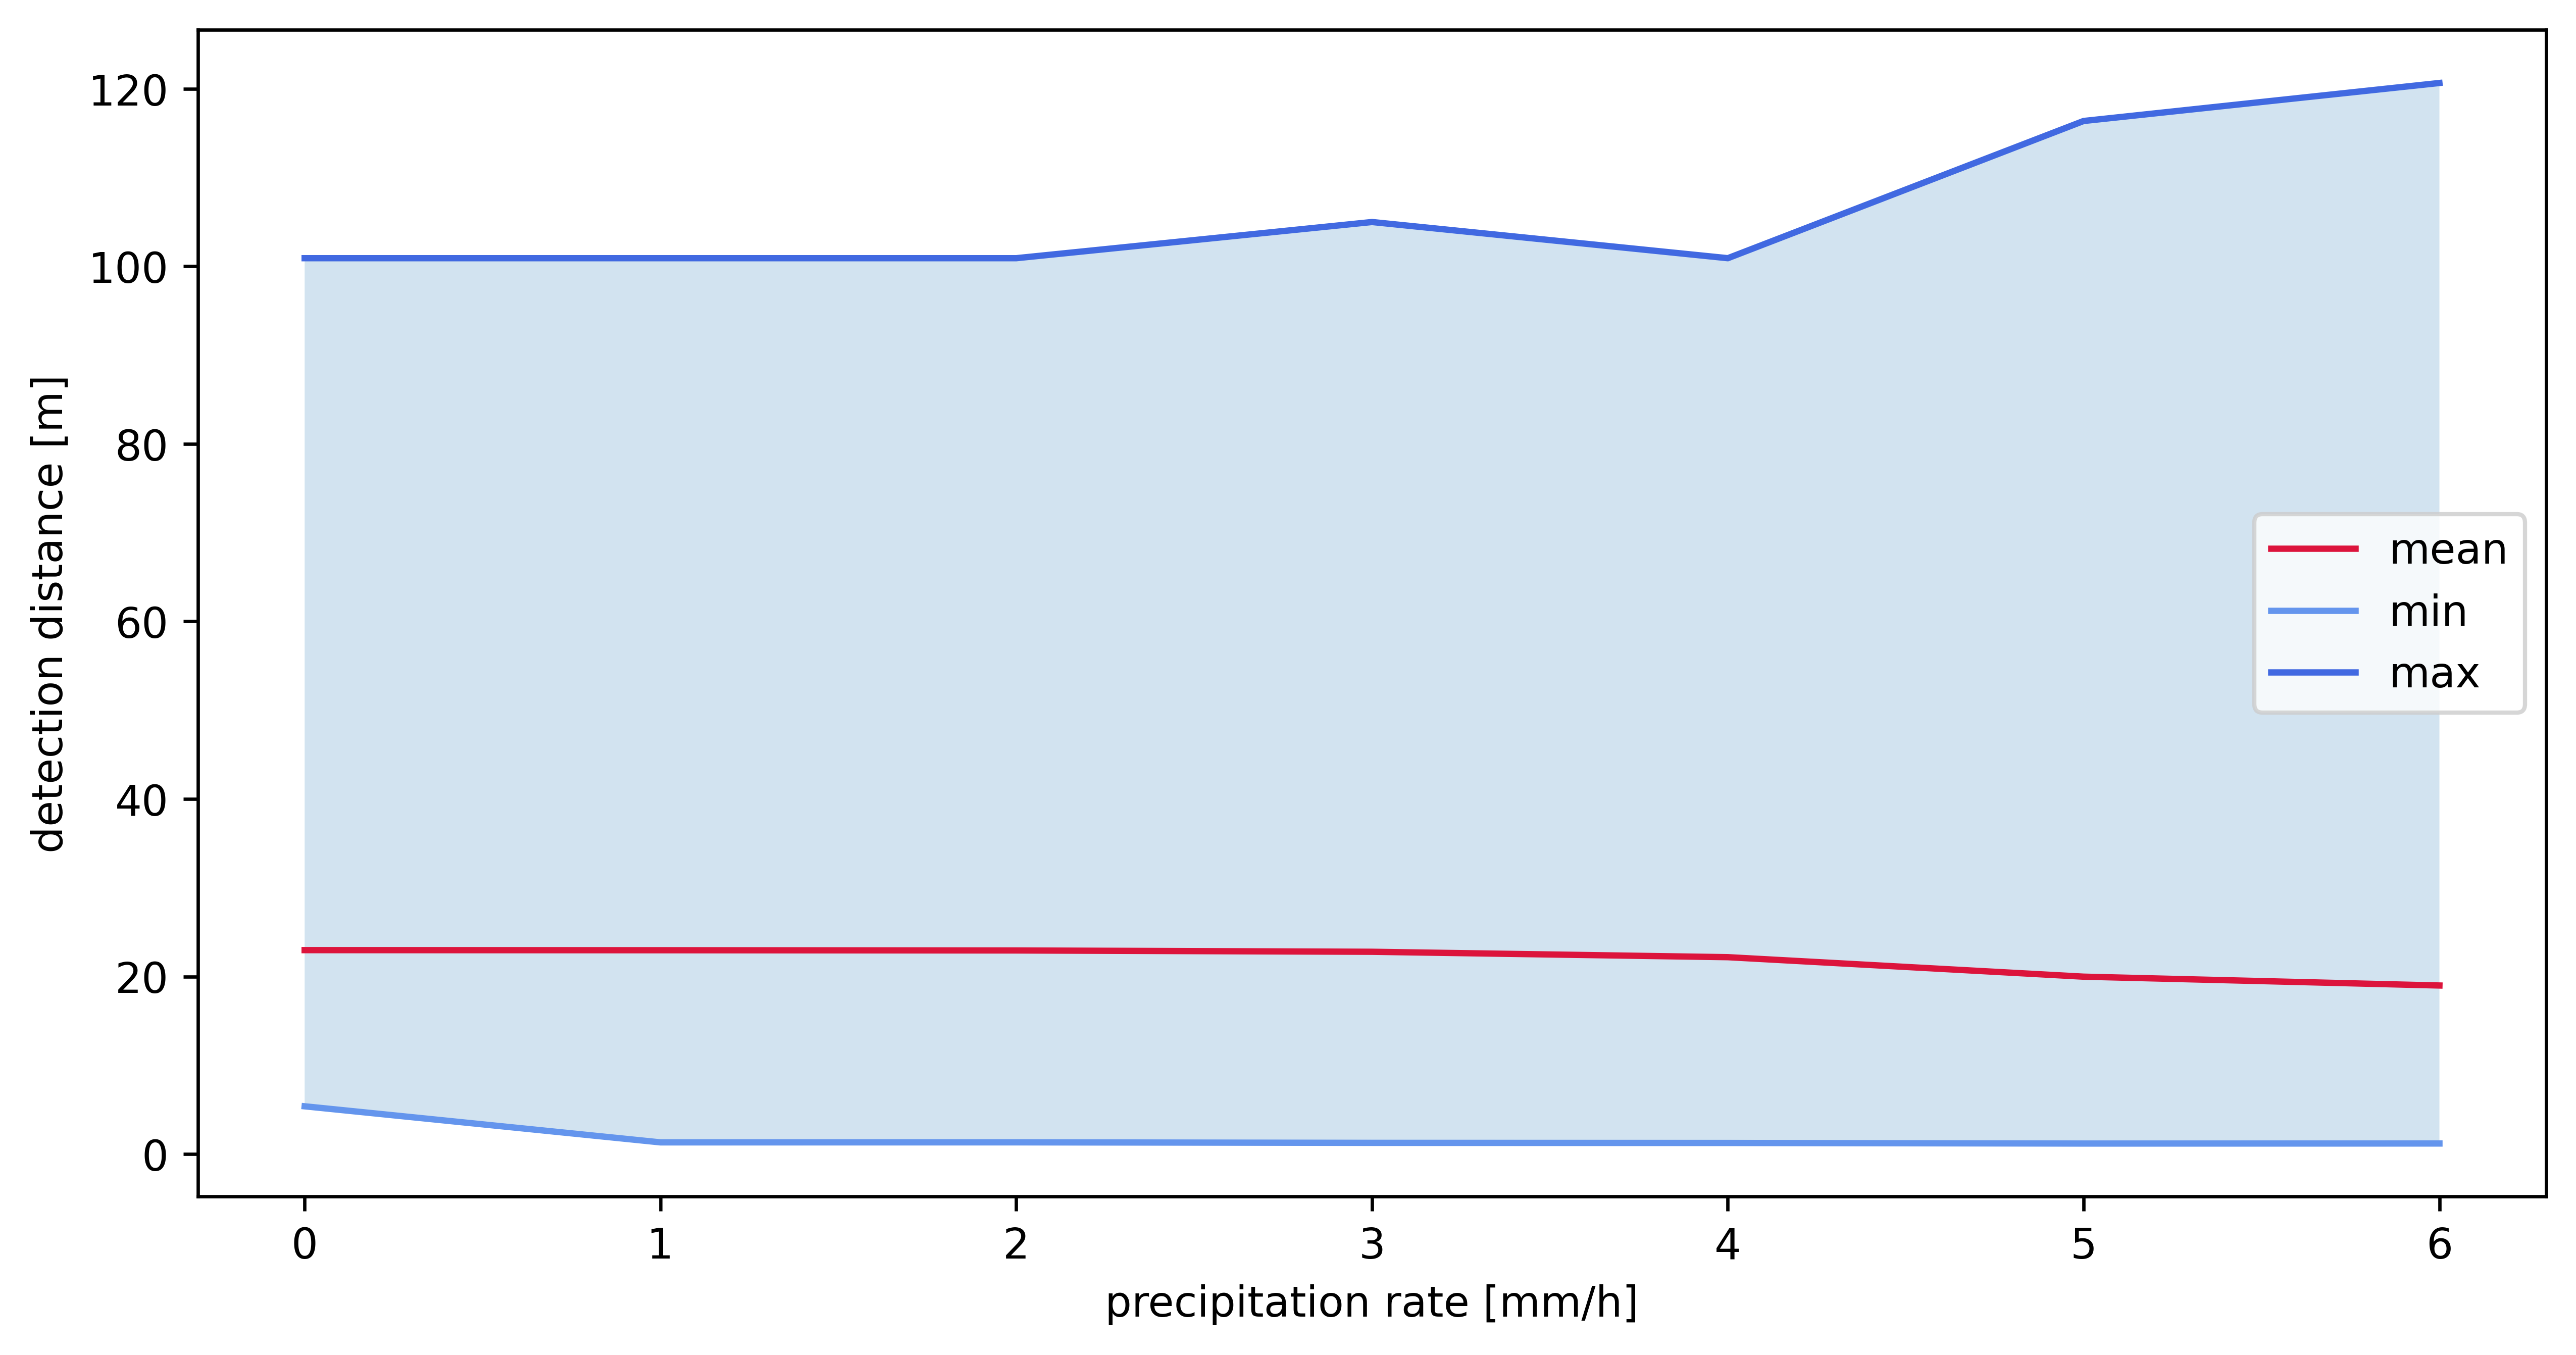 120
100
80
60
40
20
0
detection distance [m]
mean
min
max
0 1 2 3 4 5 6
precipitation rate [mm/h]